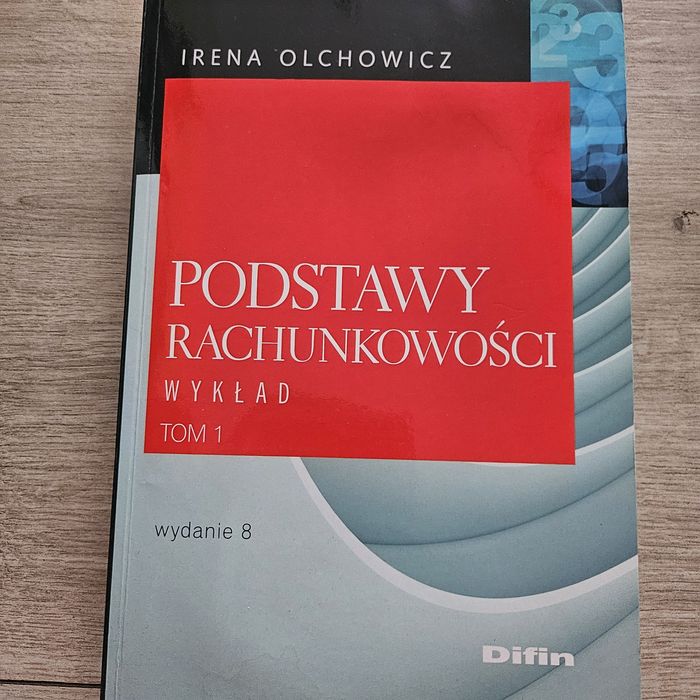 IRENA OLCHOWICZ
PODSTAWY
RACHUNKOWOŚCI
WYKŁAD
TOM 1
wydanie 8
Difin